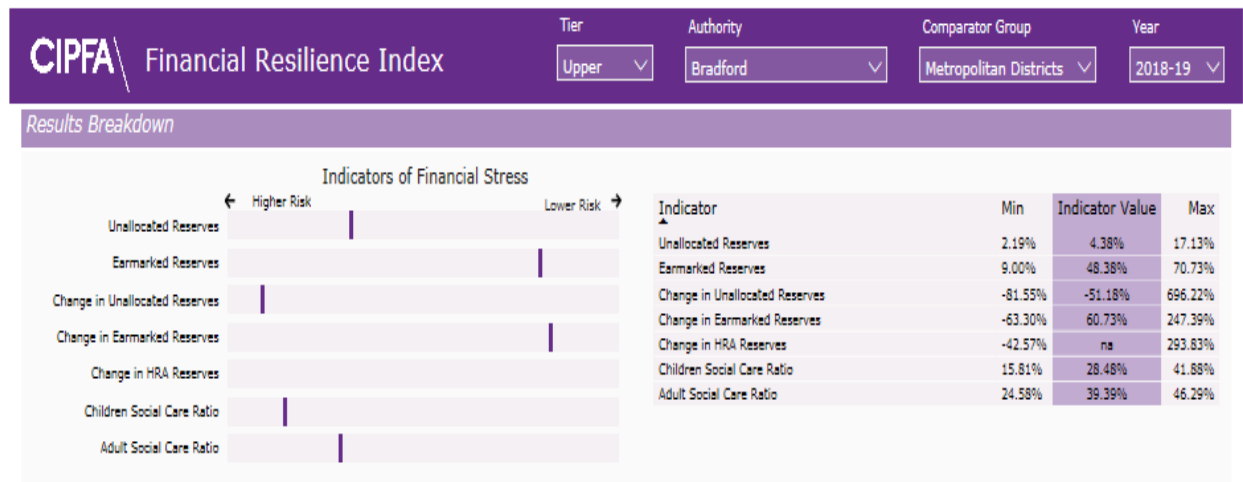 CIPFA Financial Resilience Index
Tier Authority Comparator Group Year
Upper Bradford Metropolitan Districts 2018-19
Results Breakdown
Indicators of Financial Stress
← Higher Risk Lower Risk →
Unallocated Reserves
Earmarked Reserves
Change in Unallocated Reserves
Change in Earmarked Reserves
Change in HRA Reserves
Children Social Care Ratio
Adult Social Care Ratio
Indicator Min Indicator Value Max
Unallocated Reserves 2.19% 4.38% 17.13%
Earmarked Reserves 9.00% 48.38% 70.73%
Change in Unallocated Reserves -81.55% -51.18% 696.22%
Change in Earmarked Reserves -63.30% 60.73% 247.39%
Change in HRA Reserves -42.57% na 293.83%
Children Social Care Ratio 15.81% 28.48% 41.88%
Adult Social Care Ratio 24.58% 39.39% 46.29%